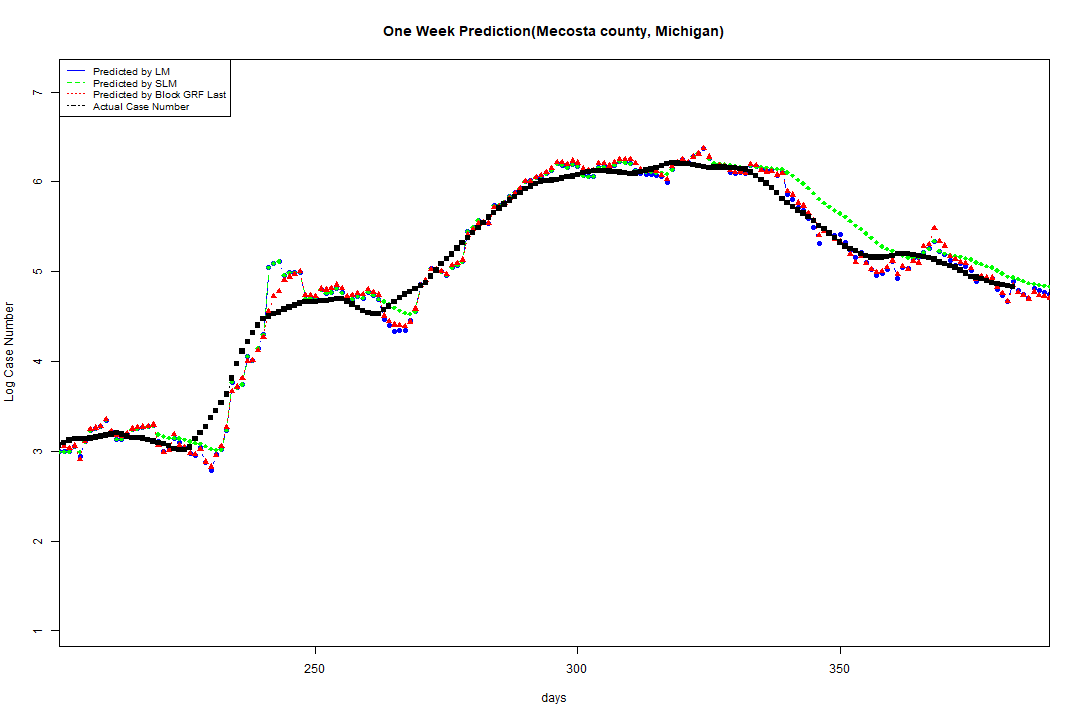 One Week Prediction(Mecosta county, Michigan)
Predicted by LM
Predicted by SLM
Predicted by Block GRF Last
Actual Case Number
7
6
5
4
3
2
1
Log Case Number
250 300 350
days